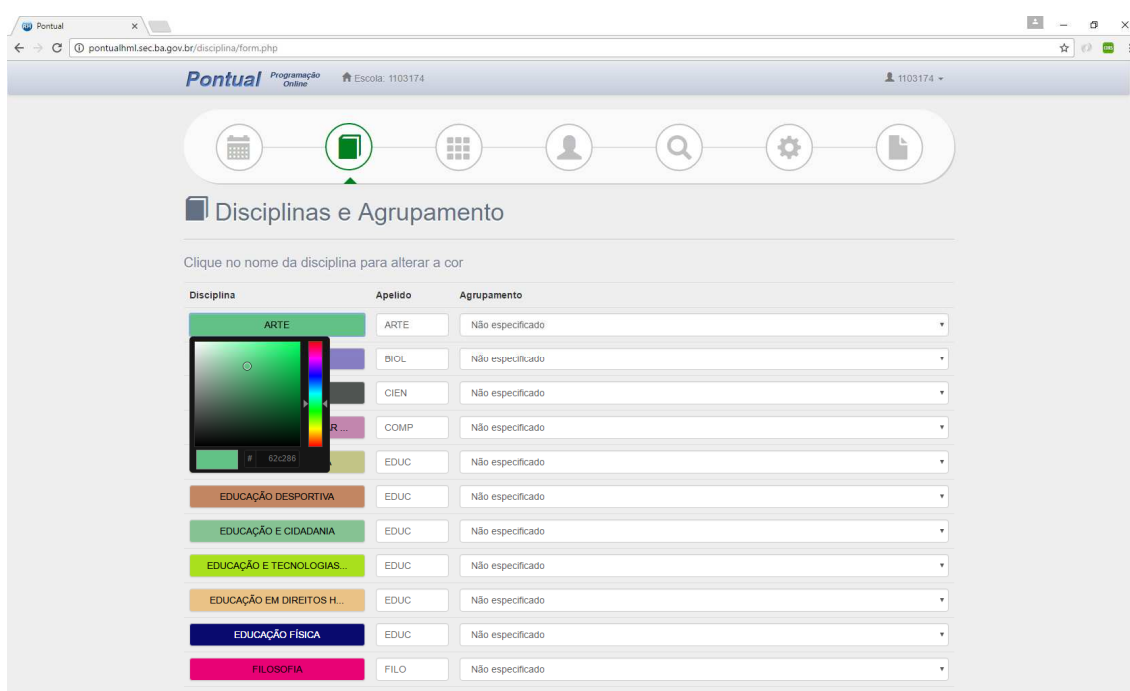 Pontual
pontualhml.sec.ba.gov.br/disciplina/form.php
Pontual Programação Online Escola: 1103174 1103174
Disciplinas e Agrupamento
Clique no nome da disciplina para alterar a cor
Disciplina Apelido Agrupamento
ARTE ARTE Não especificado
BIOL Não especificado
CIEN Não especificado
R ... COMP Não especificado
# 62c286 A EDUC Não especificado
EDUCAÇÃO DESPORTIVA EDUC Não especificado
EDUCAÇÃO E CIDADANIA EDUC Não especificado
EDUCAÇÃO E TECNOLOGIAS... EDUC Não especificado
EDUCAÇÃO EM DIREITOS H... EDUC Não especificado
EDUCAÇÃO FÍSICA EDUC Não especificado
FILOSOFIA FILO Não especificado